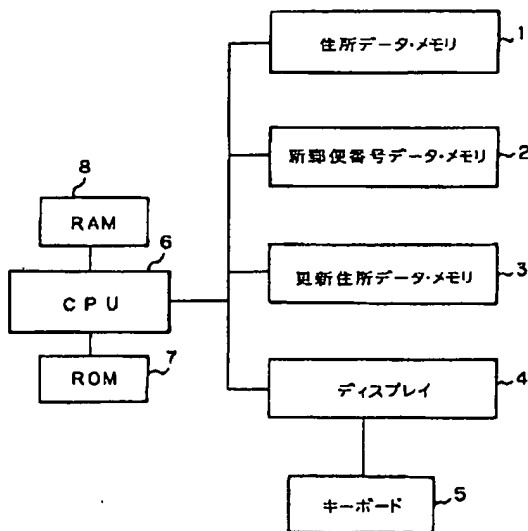 住所データ・メモリ
1
新郵便番号データ・メモリ
2
8
RAM
6
更新住所データ・メモリ
3
CPU
ROM
7
ディスプレイ
4
キーボード
5